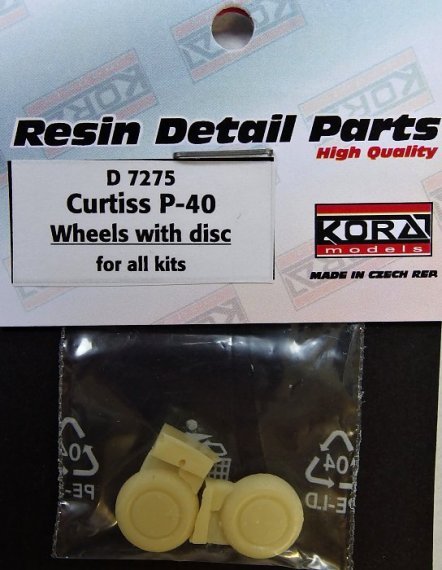 Resin Detail Parts
High Quality
D 7275
Curtiss P-40
Wheels with disc
for all kits
KORA
models
MADE IN CZECH REP.
04
PE-LD
04
PE-